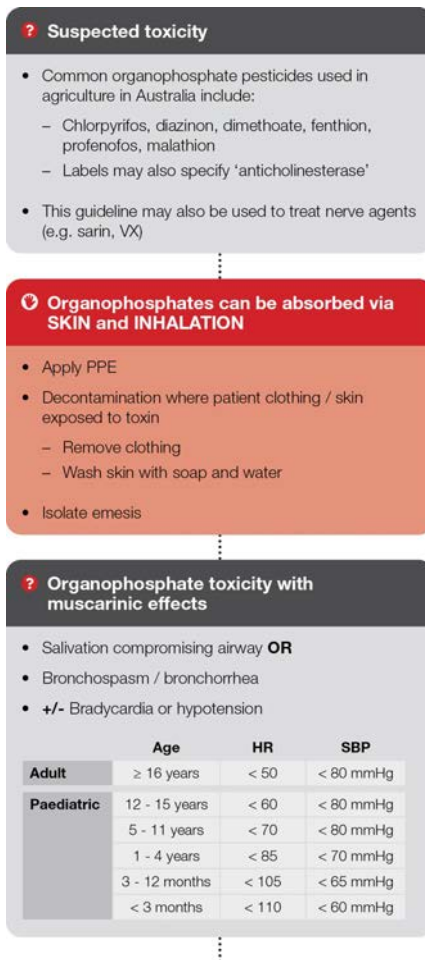 ? Suspected toxicity
• Common organophosphate pesticides used in
agriculture in Australia include:
– Chlorpyrifos, diazinon, dimethoate, fenthion,
profenofos, malathion
– Labels may also specify ‘anticholinesterase’
• This guideline may also be used to treat nerve agents
(e.g. sarin, VX)
Organophosphates can be absorbed via
SKIN and INHALATION
• Apply PPE
• Decontamination where patient clothing / skin
exposed to toxin
– Remove clothing
– Wash skin with soap and water
• Isolate emesis
? Organophosphate toxicity with
muscarinic effects
• Salivation compromising airway OR
• Bronchospasm / bronchorrhea
• +/- Bradycardia or hypotension
Age HR SBP
Adult ≥ 16 years < 50 < 80 mmHg
Paediatric 12 - 15 years < 60 < 80 mmHg
5 - 11 years < 70 < 80 mmHg
1 - 4 years < 85 < 70 mmHg
3 - 12 months < 105 < 65 mmHg
< 3 months < 110 < 60 mmHg